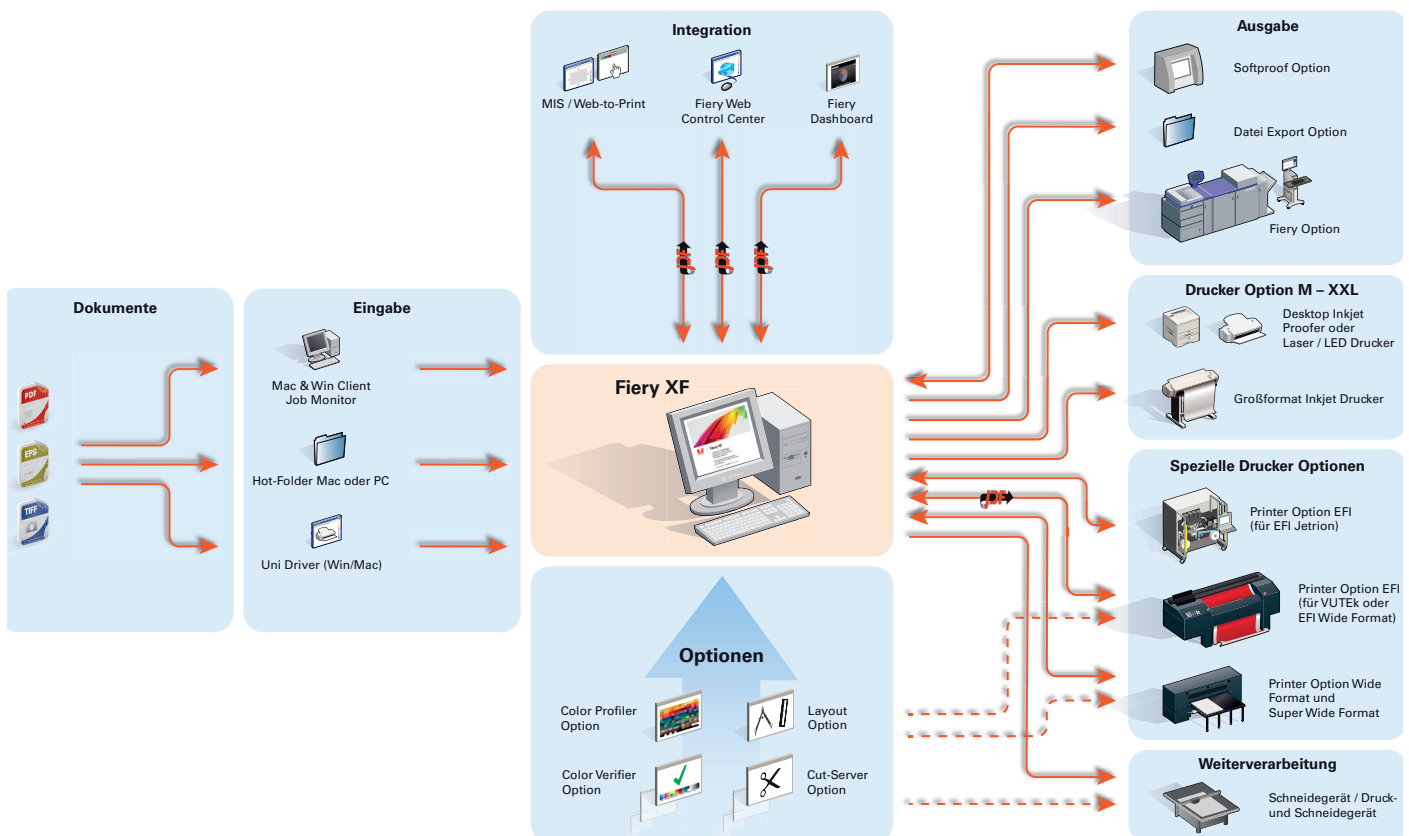 Integration
MIS / Web-to-Print
Fiery Web
Control Center
Fiery
Dashboard
JDF
JDF
JDF
Ausgabe
Softproof Option
Datei Export Option
Fiery Option
Dokumente
PDF
EPS
TIFF
Eingabe
Mac & Win Client
Job Monitor
Hot-Folder Mac oder PC
Uni Driver (Win/Mac)
Fiery XF
Fiery XF
Drucker Option M – XXL
Desktop Inkjet
Proofer oder
Laser / LED Drucker
Großformat Inkjet Drucker
JDF
Spezielle Drucker Optionen
Printer Option EFI
(für EFI Jetrion)
Printer Option EFI
(für VUTEk oder
EFI Wide Format)
Printer Option Wide
Format und
Super Wide Format
Optionen
Color Profiler
Option
Layout
Option
Color Verifier
Option
Cut-Server
Option
Weiterverarbeitung
Schneidegerät / Druck-
und Schneidegerät